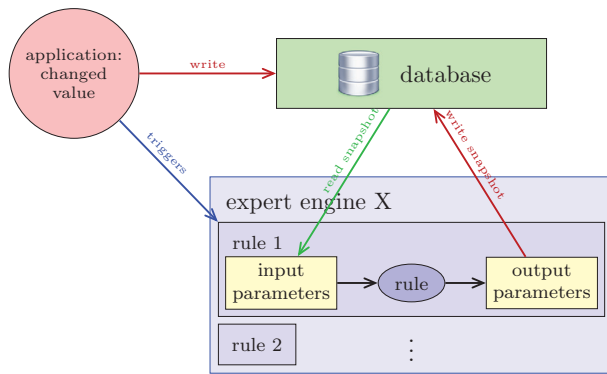 application:
changed
value
write
database
triggers
read snapshot
write snapshot
expert engine X
rule 1
input
parameters
rule
output
parameters
rule 2
⋮